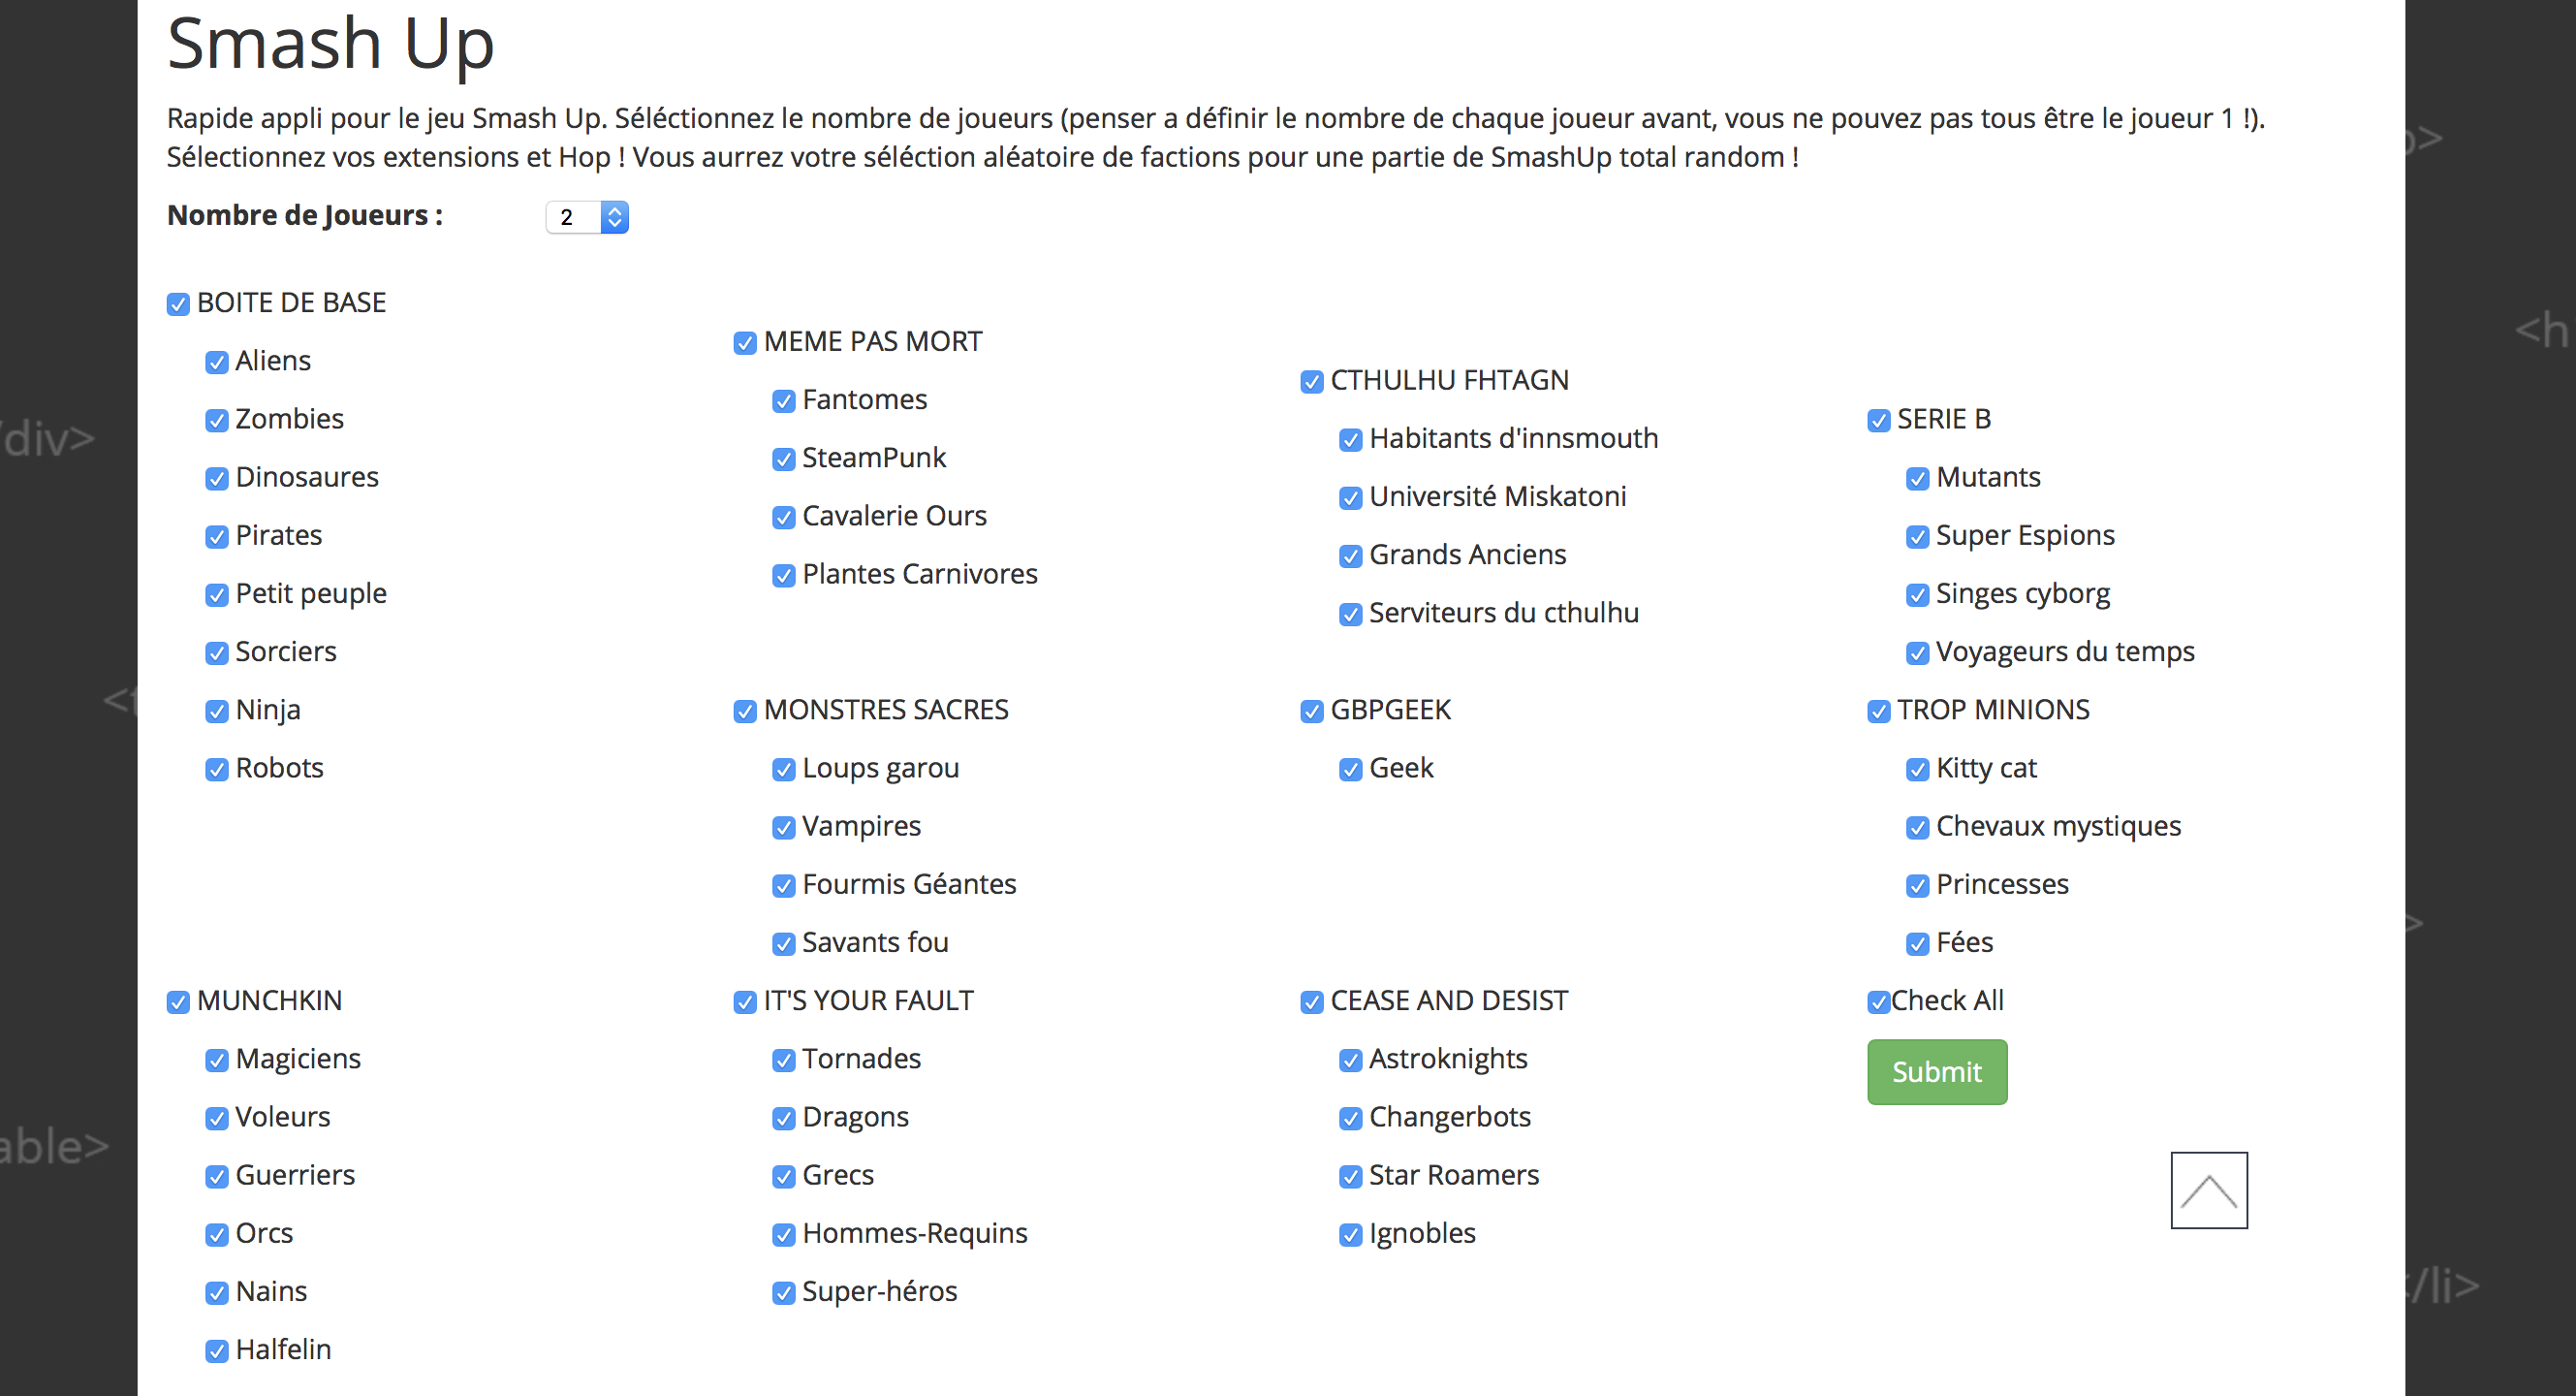 Smash Up
Rapide appli pour le jeu Smash Up. Séléctionnez le nombre de joueurs (penser a définir le nombre de chaque joueur avant, vous ne pouvez pas tous être le joueur 1 !).
Sélectionnez vos extensions et Hop ! Vous aurrez votre séléction aléatoire de factions pour une partie de SmashUp total random !
Nombre de Joueurs :
2
BOITE DE BASE
Aliens
Zombies
Dinosaures
Pirates
Petit peuple
Sorciers
Ninja
Robots
MEME PAS MORT
Fantomes
SteamPunk
Cavalerie Ours
Plantes Carnivores
CTHULHU FHTAGN
Habitants d'innsmouth
Université Miskatoni
Grands Anciens
Serviteurs du cthulhu
SERIE B
Mutants
Super Espions
Singes cyborg
Voyageurs du temps
MONSTRES SACRES
Loups garou
Vampires
Fourmis Géantes
Savants fou
GBPGEEK
Geek
TROP MINIONS
Kitty cat
Chevaux mystiques
Princesses
Fées
MUNCHKIN
Magiciens
Voleurs
Guerriers
Orcs
Nains
Halfelin
IT'S YOUR FAULT
Tornades
Dragons
Grecs
Hommes-Requins
Super-héros
CEASE AND DESIST
Astroknights
Changerbots
Star Roamers
Ignobles
Check All
Submit
/div>
able>
<h
/li>